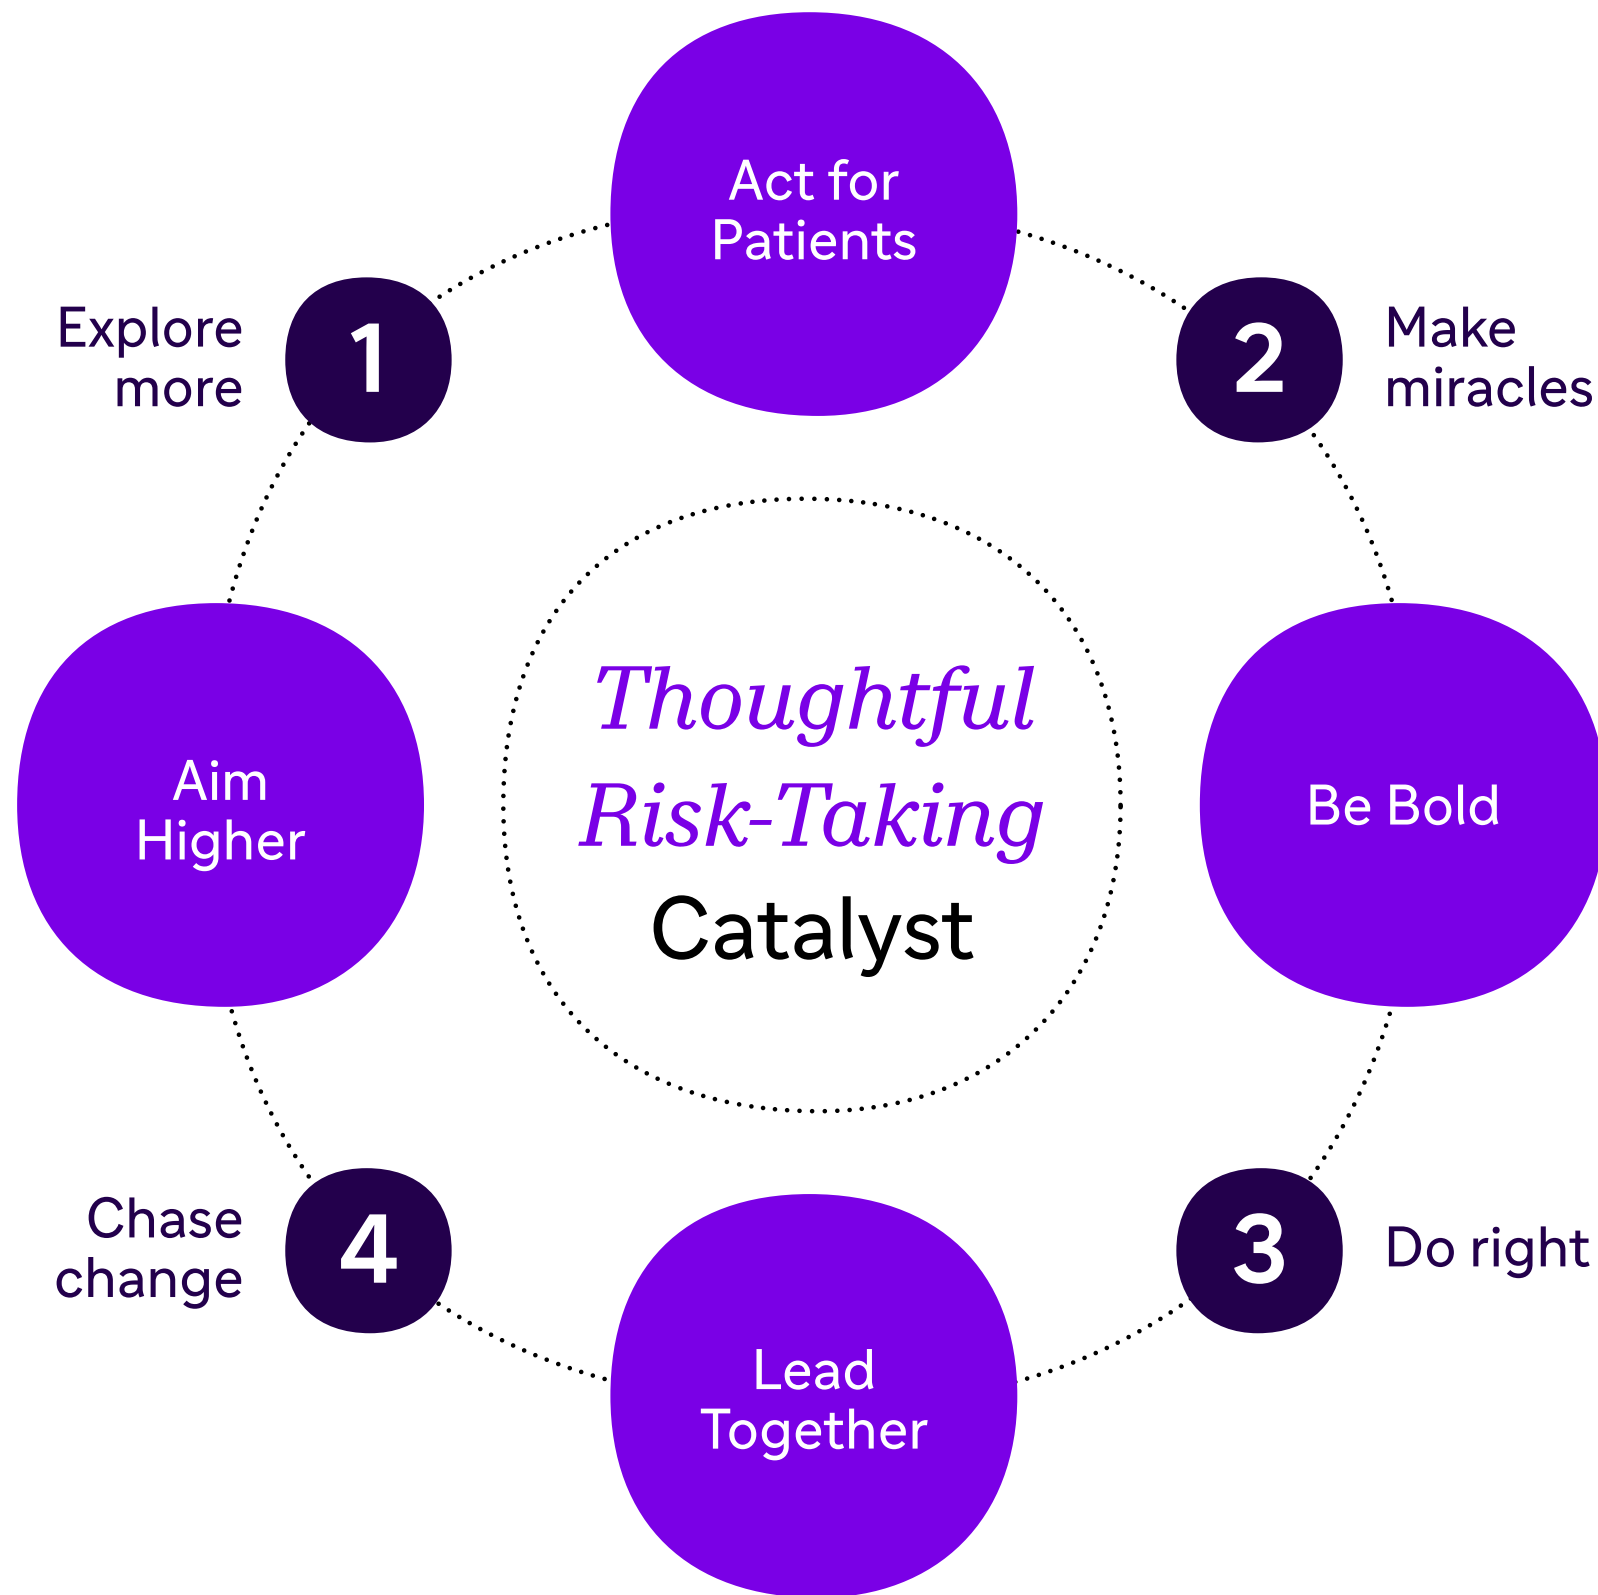 Act for
Patients
Explore
more
1
2
Make
miracles
Thoughtful
Risk-Taking
Catalyst
Aim
Higher
Be Bold
Chase
change
4
3
Do right
Lead
Together